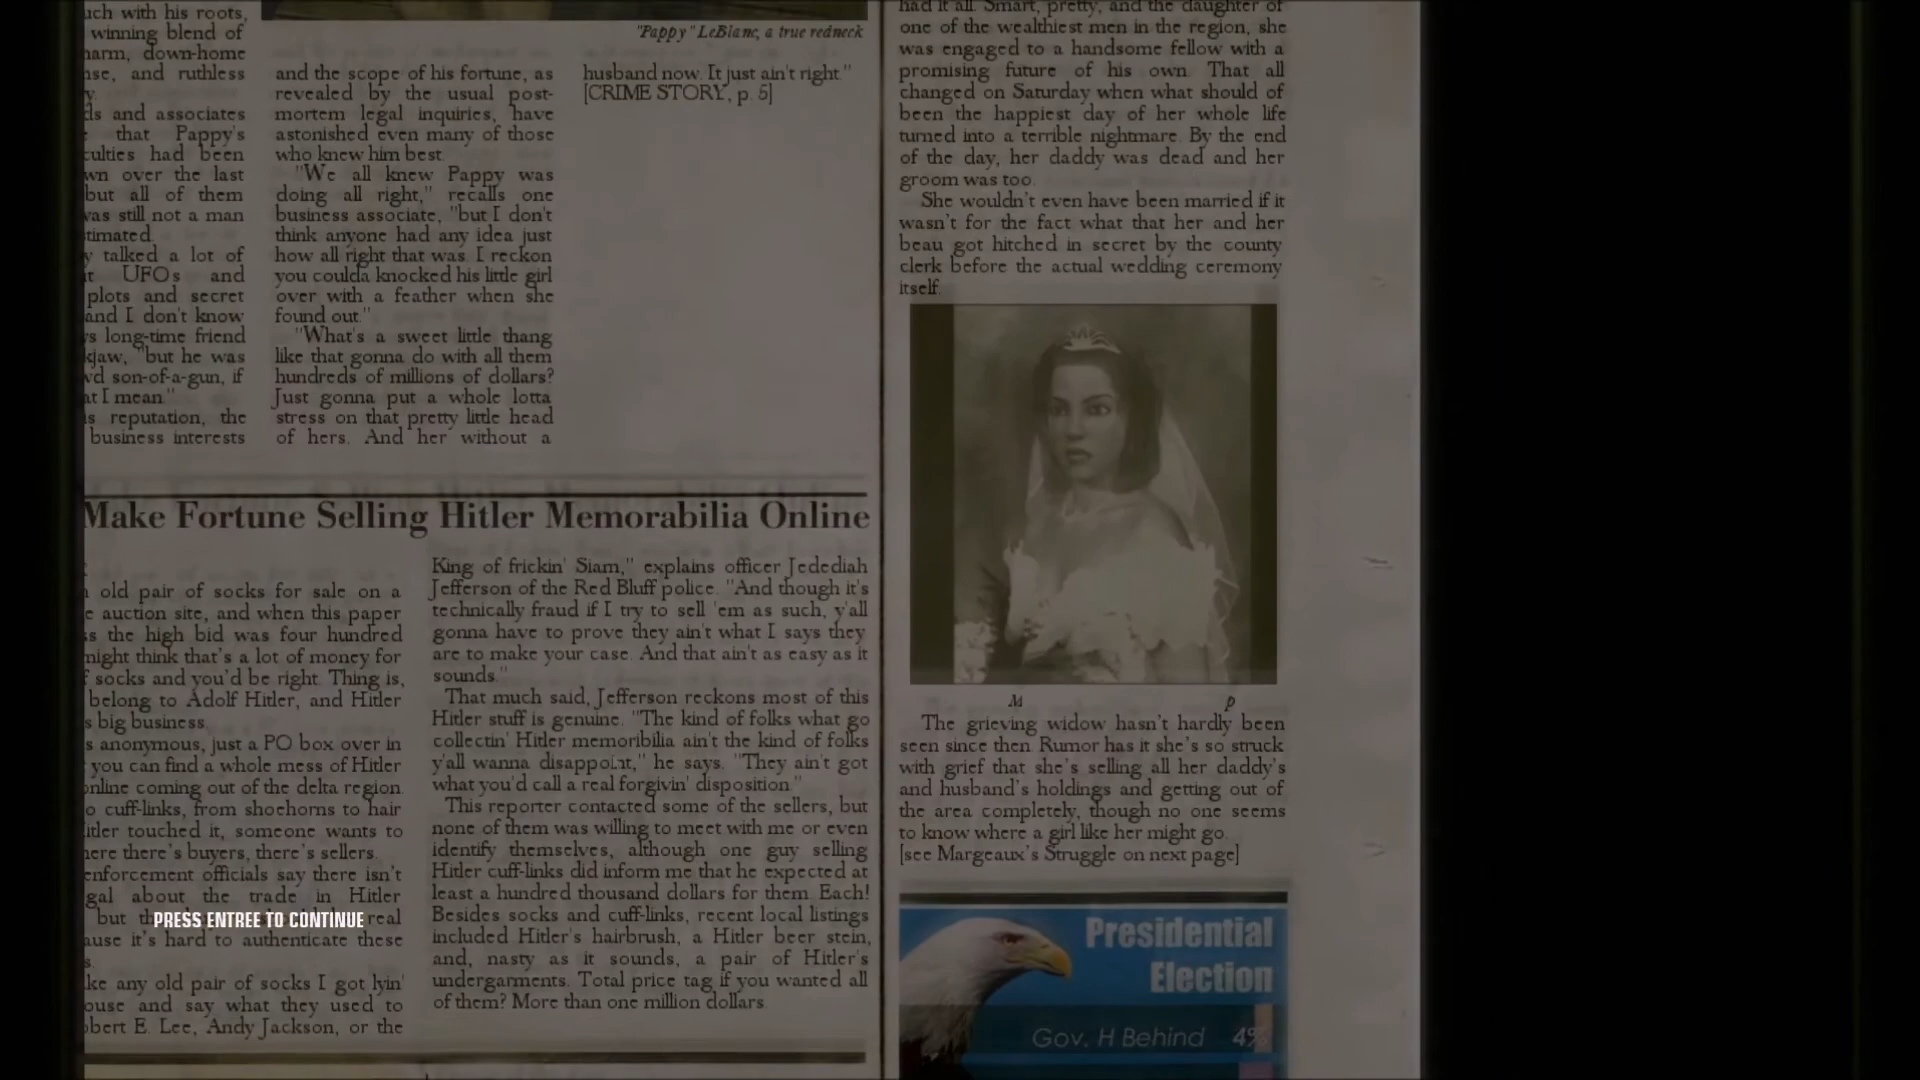 uch with his roots,
winning blend of
harm, down-home
nse, and ruthless
y.
ds and associates
that Pappy's
culties had been
wn over the last
but all of them
was still not a man
timated.
y talked a lot of
UFOs and
plots and secret
and I don't know
ys long-time friend
kjaw, "but he was
wd son-of-a-gun, if
at I mean."
is reputation, the
business interests
"Pappy" LeBlanc, a true redneck
and the scope of his fortune, as
revealed by the usual post-
mortem legal inquiries, have
astonished even many of those
who knew him best.
"We all knew Pappy was
doing all right," recalls one
business associate, "but I don't
think anyone had any idea just
how all right that was. I reckon
you coulda knocked his little girl
over with a feather when she
found out."
"What's a sweet little thang
like that gonna do with all them
hundreds of millions of dollars?
Just gonna put a whole lotta
stress on that pretty little head
of hers. And her without a
husband now. It just ain't right."
[CRIME STORY, p. 5]
Make Fortune Selling Hitler Memorabilia Online
old pair of socks for sale on a
e auction site, and when this paper
ss the high bid was four hundred
might think that's a lot of money for
f socks and you'd be right. Thing is,
belong to Adolf Hitler, and Hitler
s big business.
s anonymous, just a PO box over in
you can find a whole mess of Hitler
online coming out of the delta region.
o cuff-links, from shoehorns to hair
itler touched it, someone wants to
here there's buyers, there's sellers.
enforcement officials say there isn't
gal about the trade in Hitler
but th real
ause it's hard to authenticate these
s.
ke any old pair of socks I got lyin'
ouse and say what they used to
obert E. Lee, Andy Jackson, or the
PRESS ENTREE TO CONTINUE
King of frickin' Siam," explains officer Jedediah
Jefferson of the Red Bluff police. "And though it's
technically fraud if I try to sell 'em as such, y'all
gonna have to prove they ain't what I says they
are to make your case. And that ain't as easy as it
sounds."
That much said, Jefferson reckons most of this
Hitler stuff is genuine. "The kind of folks what go
collectin' Hitler memoribilia ain't the kind of folks
y'all wanna disappoint," he says. "They ain't got
what you'd call a real forgivin' disposition."
This reporter contacted some of the sellers, but
none of them was willing to meet with me or even
identify themselves, although one guy selling
Hitler cuff-links did inform me that he expected at
least a hundred thousand dollars for them. Each!
Besides socks and cuff-links, recent local listings
included Hitler's hairbrush, a Hitler beer stein,
and, nasty as it sounds, a pair of Hitler's
undergarments. Total price tag if you wanted all
of them? More than one million dollars.
had it all. Smart, pretty, and the daughter of
one of the wealthiest men in the region, she
was engaged to a handsome fellow with a
promising future of his own. That all
changed on Saturday when what should of
been the happiest day of her whole life
turned into a terrible nightmare. By the end
of the day, her daddy was dead and her
groom was too.
She wouldn't even have been married if it
wasn't for the fact what that her and her
beau got hitched in secret by the county
clerk before the actual wedding ceremony
itself.
M p
The grieving widow hasn't hardly been
seen since then. Rumor has it she's so struck
with grief that she's selling all her daddy's
and husband's holdings and getting out of
the area completely, though no one seems
to know where a girl like her might go.
[see Margeaux's Struggle on next page]
Presidential
Election
Gov. H Behind 4%